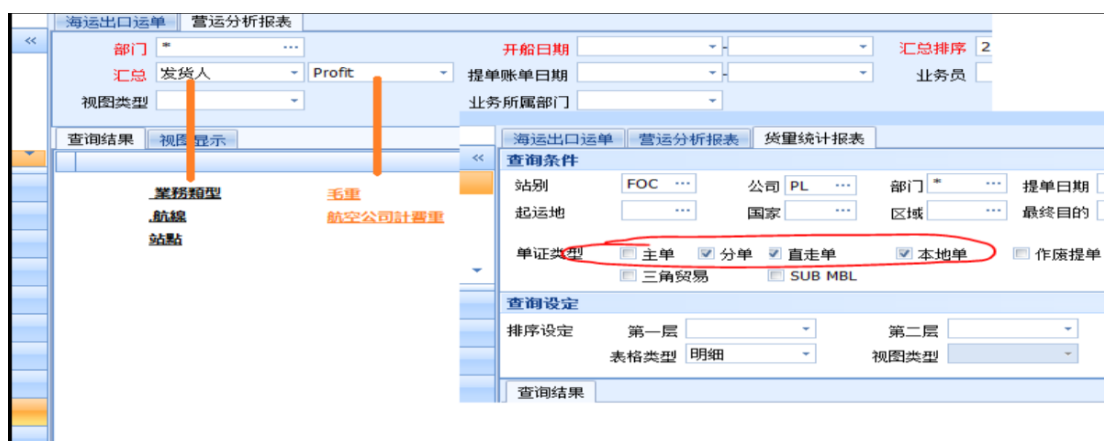 海运出口运单 营运分析报表
<<
部门 * ...
开船日期 - 汇总排序 2
汇总 发货人 Profit
提单账单日期 - 业务员
视图类型
业务所属部门
查询结果 视图显示
業務類型 毛重
.航線 航空公司計費重
站點
海运出口运单 营运分析报表 货量统计报表
<<
查询条件
站别 FOC ... 公司 PL ... 部门 * ... 提单日期
起运地 ... 国家 ... 区域 ... 最终目的
单证类型 主单 分单 直走单 本地单 作废提单
三角贸易 SUB MBL
查询设定
排序设定 第一层 第二层
表格类型 明细 视图类型
查询结果